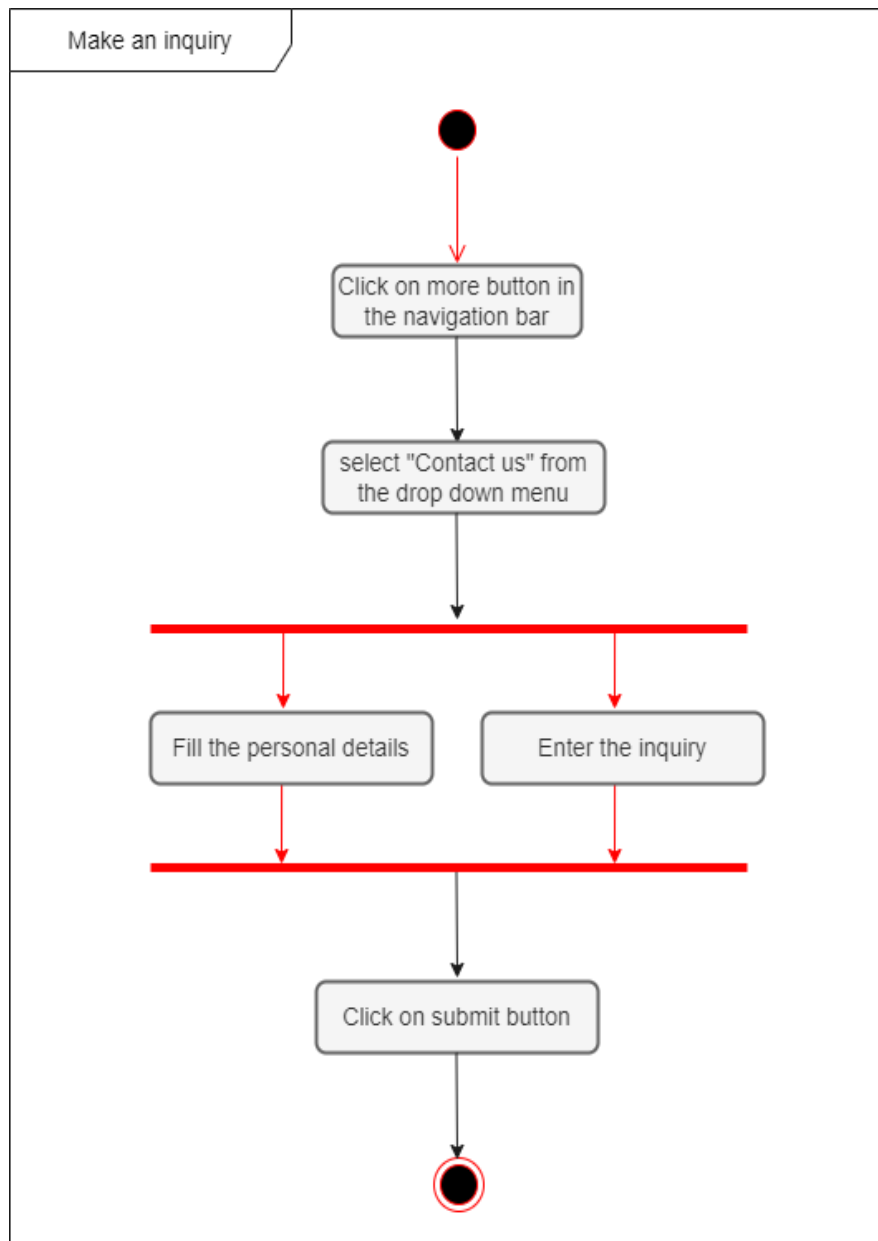 Make an inquiry
Click on more button in
the navigation bar
select "Contact us" from
the drop down menu
Fill the personal details
Enter the inquiry
Click on submit button